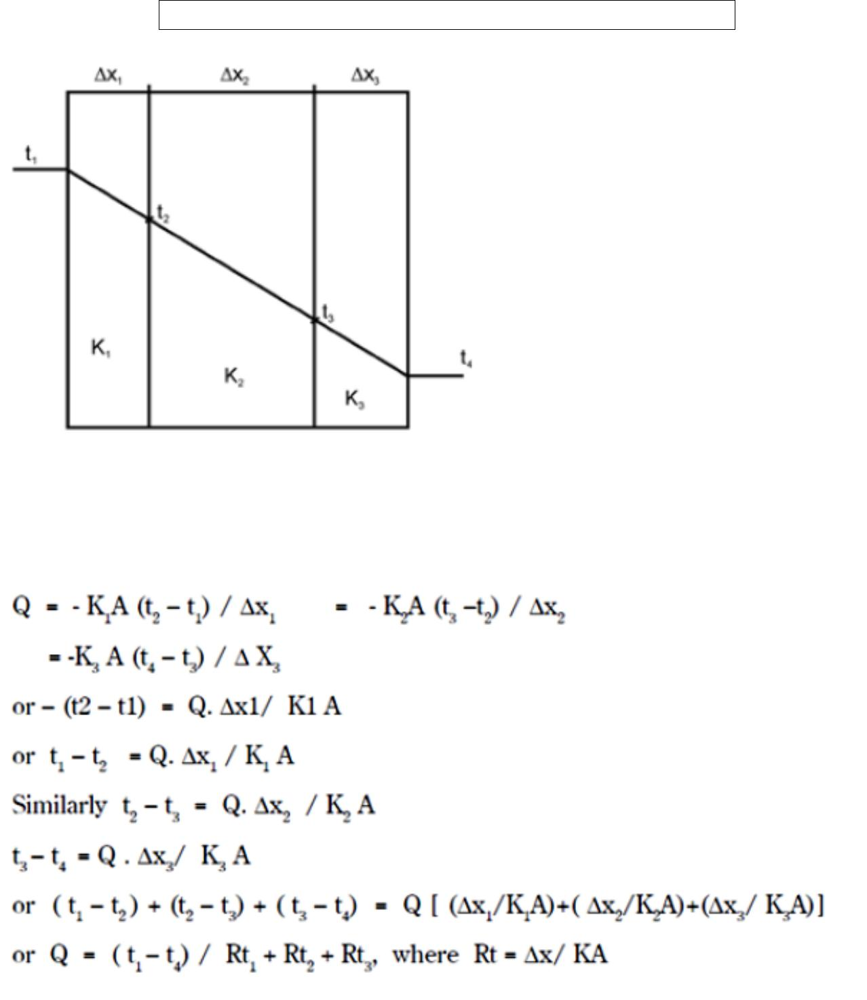 Δx₁ Δx₂ Δx₃
t₁
t₂
t₃
K₁
t₄
K₂
K₃
Q = - K₁A (t₂ – t₁) / Δx₁ = - K₂A (t₃ –t₂) / Δx₂
= -K₃ A (t₄ – t₃) / Δ X₃
or – (t2 – t1) = Q. Δx1/ K1 A
or t₁ – t₂ = Q. Δx₁ / K₁ A
Similarly t₂ – t₃ = Q. Δx₂ / K₂ A
t₃ – t₄ = Q . Δx₃/ K₃ A
or ( t₁ – t₂) + (t₂ – t₃) + ( t₃ – t₄) = Q [ (Δx₁/K₁A)+( Δx₂/K₂A)+(Δx₃/ K₃A)]
or Q = ( t₁ – t₄) / Rt₁ + Rt₂ + Rt₃, where Rt = Δx/ KA